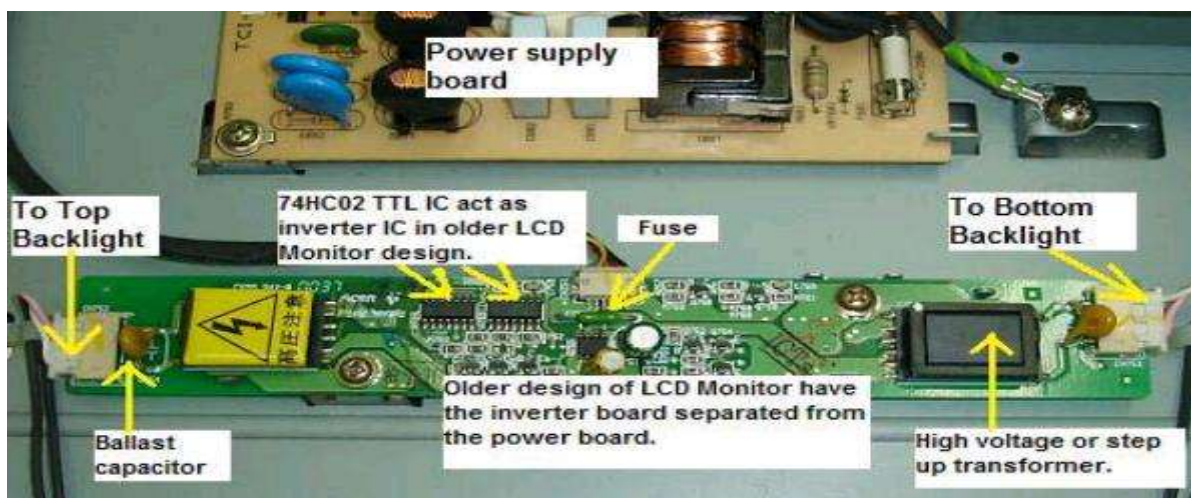 Power supply
board
74HC02 TTL IC act as
inverter IC in older LCD
Monitor design.
To Top
Backlight
Fuse
To Bottom
Backlight
Older design of LCD Monitor have
the inverter board separated from
the power board.
Ballast
capacitor
High voltage or step
up transformer.